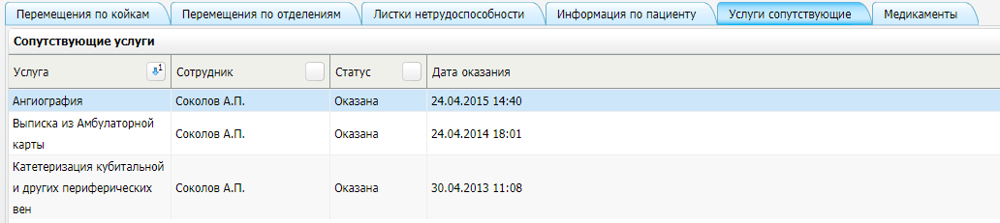 Перемещения по койкам Перемещения по отделениям Листки нетрудоспособности Информация по пациенту Услуги сопутствующие Медикаменты
Сопутствующие услуги
Услуга 1 Сотрудник Статус Дата оказания
Ангиография Соколов А.П. Оказана 24.04.2015 14:40
Выписка из Амбулаторной
карты Соколов А.П. Оказана 24.04.2014 18:01
Катетеризация кубитальной
и других периферических Соколов А.П. Оказана 30.04.2013 11:08
вен